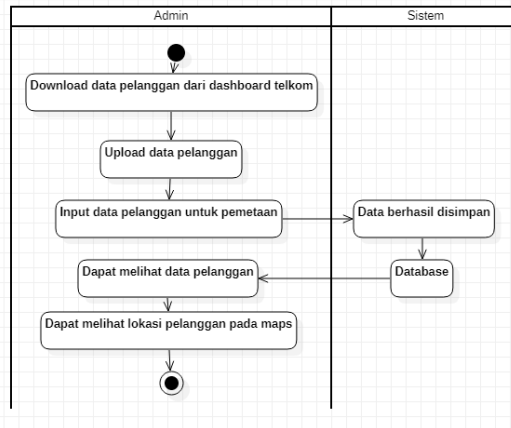 Admin
Sistem
Download data pelanggan dari dashboard telkom
Upload data pelanggan
Input data pelanggan untuk pemetaan
Data berhasil disimpan
Dapat melihat data pelanggan
Database
Dapat melihat lokasi pelanggan pada maps